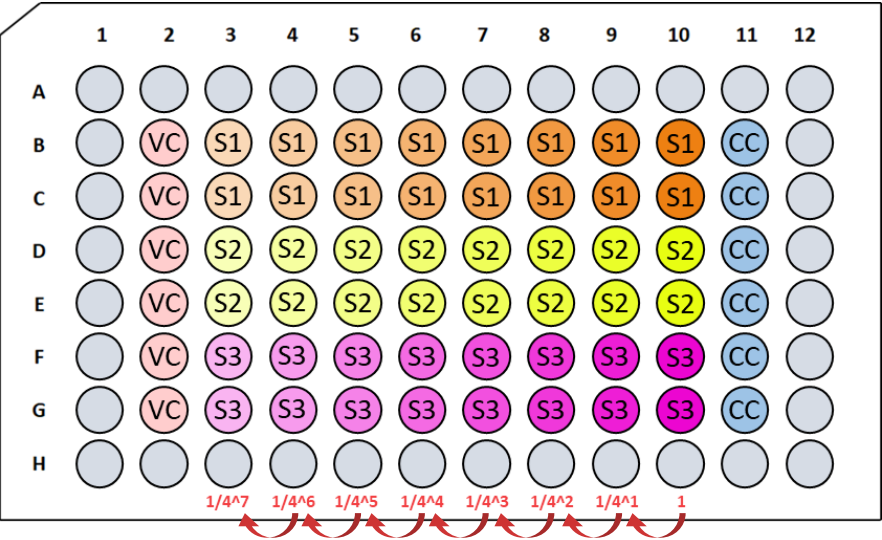 1 2 3 4 5 6 7 8 9 10 11 12
A
B VC S1 S1 S1 S1 S1 S1 S1 S1 CC
C VC S1 S1 S1 S1 S1 S1 S1 S1 CC
D VC S2 S2 S2 S2 S2 S2 S2 S2 CC
E VC S2 S2 S2 S2 S2 S2 S2 S2 CC
F VC S3 S3 S3 S3 S3 S3 S3 S3 CC
G VC S3 S3 S3 S3 S3 S3 S3 S3 CC
H
1/4^7 1/4^6 1/4^5 1/4^4 1/4^3 1/4^2 1/4^1 1